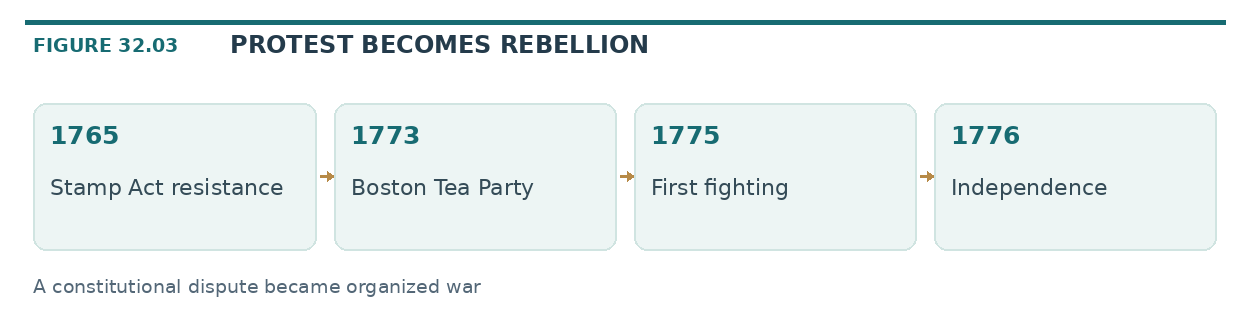 FIGURE 32.03 PROTEST BECOMES REBELLION
1765
Stamp Act resistance
1773
Boston Tea Party
1775
First fighting
1776
Independence
A constitutional dispute became organized war